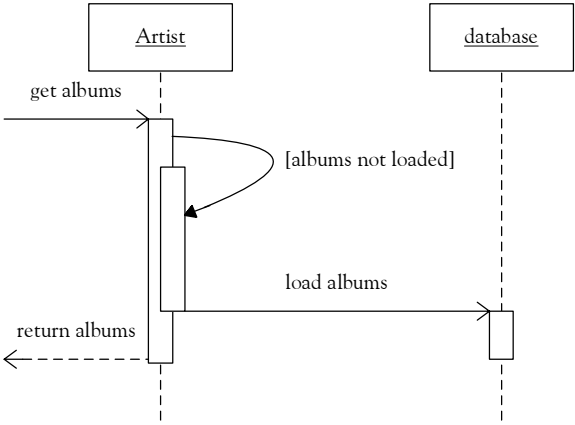 Artist
database
get albums
[albums not loaded]
load albums
return albums